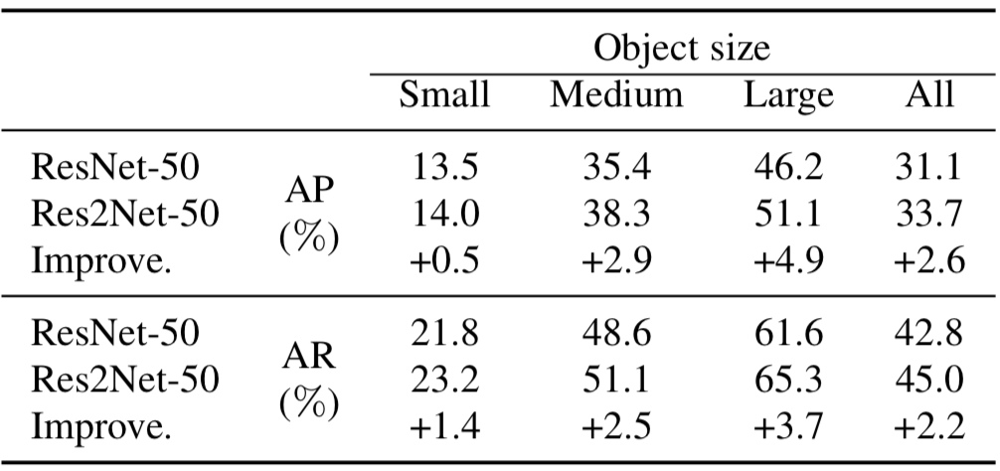 Object size
Small Medium Large All
ResNet-50 13.5 35.4 46.2 31.1
AP
Res2Net-50 14.0 38.3 51.1 33.7
(%)
Improve. +0.5 +2.9 +4.9 +2.6
ResNet-50 21.8 48.6 61.6 42.8
AR
Res2Net-50 23.2 51.1 65.3 45.0
(%)
Improve. +1.4 +2.5 +3.7 +2.2